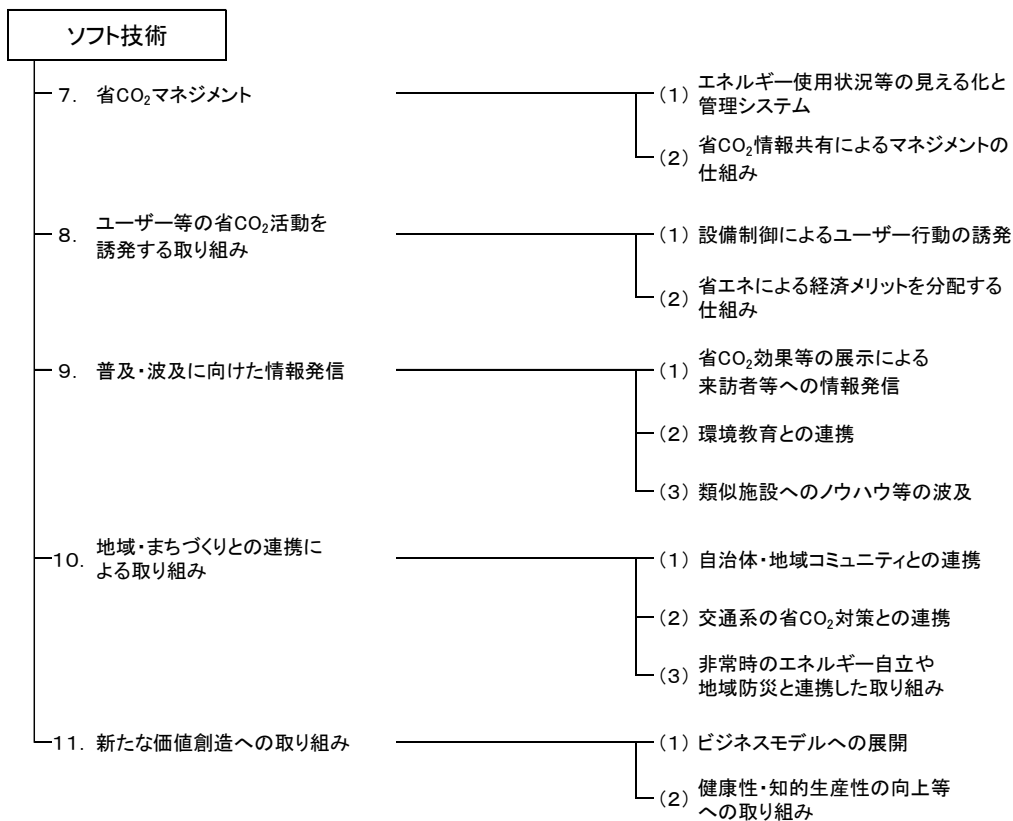 ソフト技術
7. 省CO₂マネジメント
(1) エネルギー使用状況等の見える化と
管理システム
(2) 省CO₂情報共有によるマネジメントの
仕組み
8. ユーザー等の省CO₂活動を
誘発する取り組み
(1) 設備制御によるユーザー行動の誘発
(2) 省エネによる経済メリットを分配する
仕組み
9. 普及・波及に向けた情報発信
(1) 省CO₂効果等の展示による
来訪者等への情報発信
(2) 環境教育との連携
(3) 類似施設へのノウハウ等の波及
10. 地域・まちづくりとの連携に
よる取り組み
(1) 自治体・地域コミュニティとの連携
(2) 交通系の省CO₂対策との連携
(3) 非常時のエネルギー自立や
地域防災と連携した取り組み
11. 新たな価値創造への取り組み
(1) ビジネスモデルへの展開
(2) 健康性・知的生産性の向上等
への取り組み